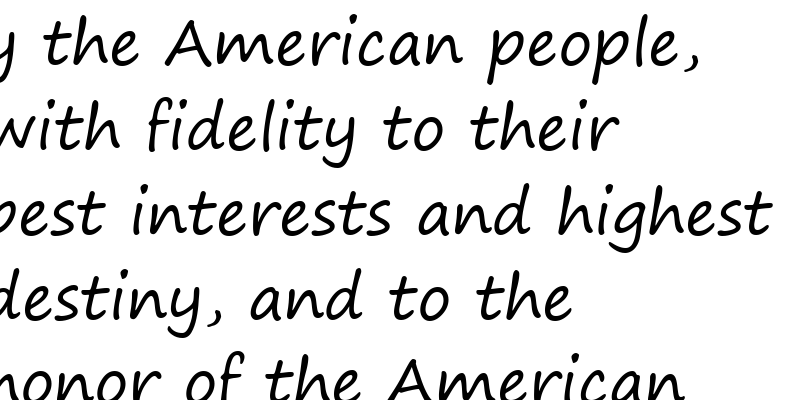 the American people,
with fidelity to their
best interests and highest
destiny, and to the
honor of the American